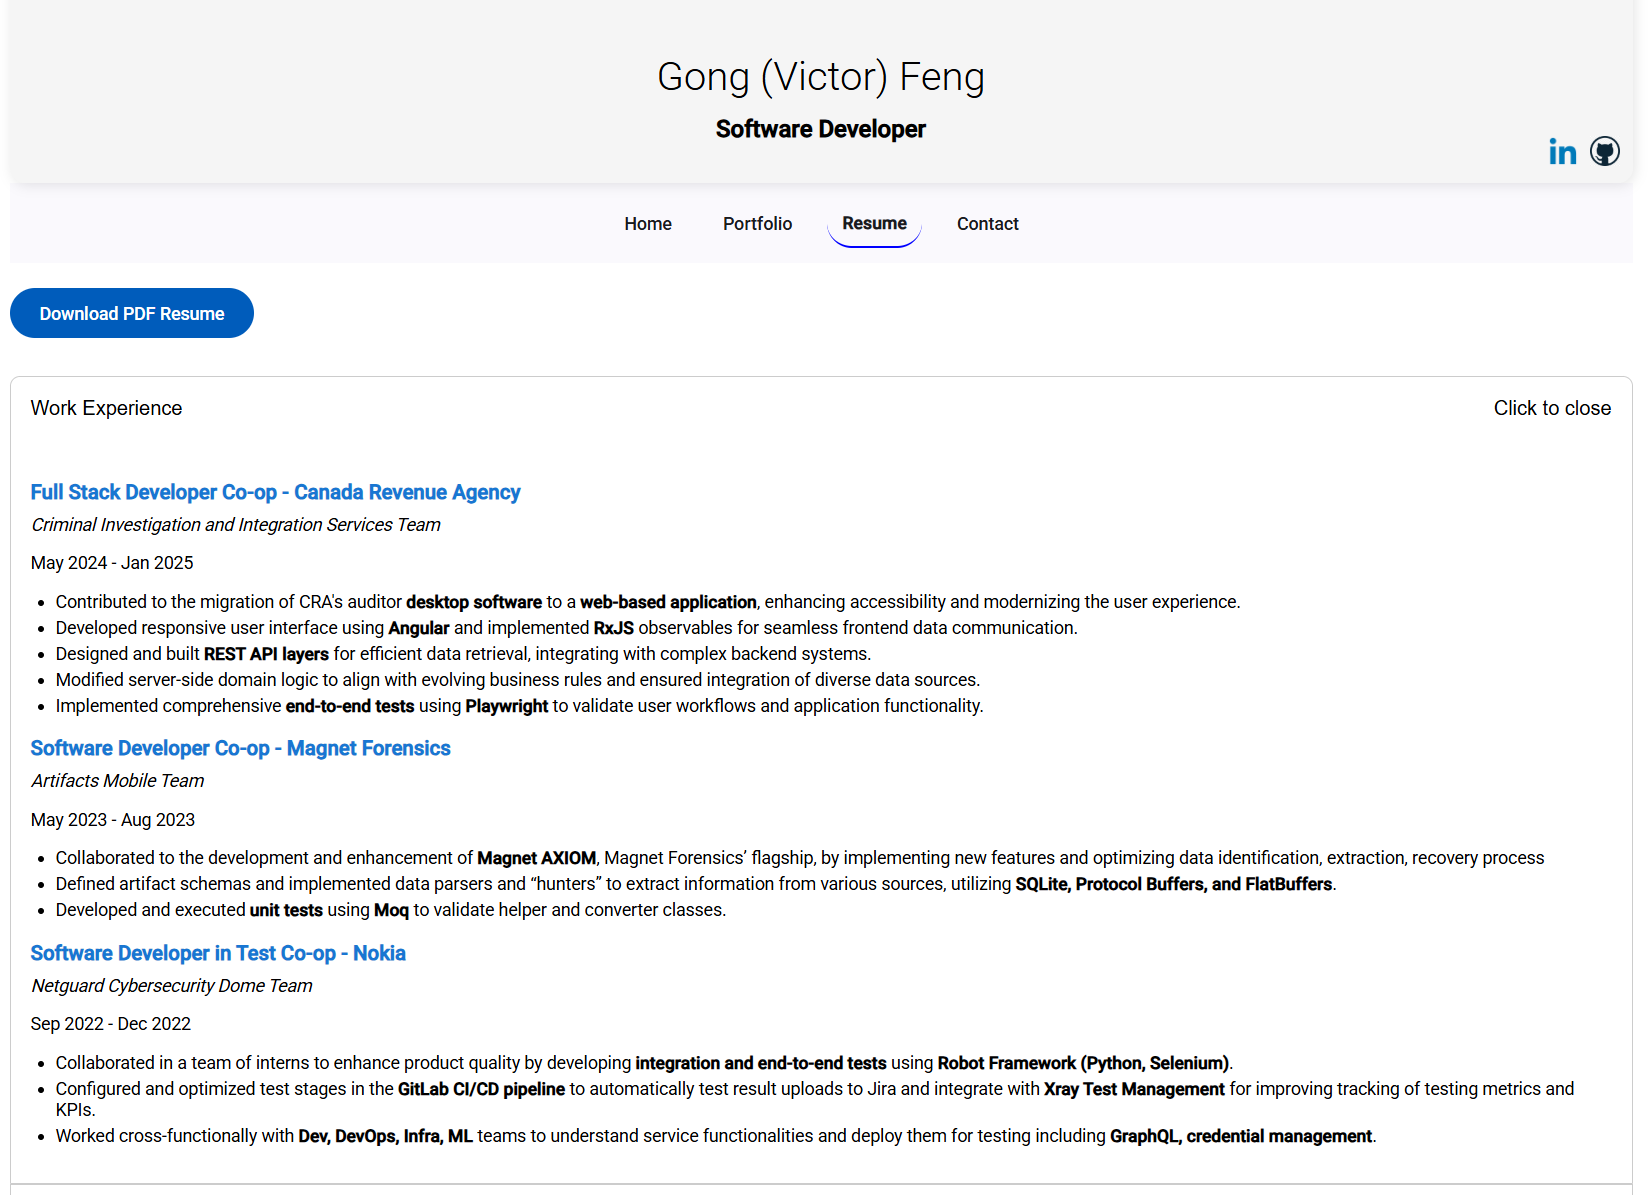 Gong (Victor) Feng
Software Developer
in
Home Portfolio Resume Contact
Download PDF Resume
Work Experience Click to close
Full Stack Developer Co-op - Canada Revenue Agency
Criminal Investigation and Integration Services Team
May 2024 - Jan 2025
Contributed to the migration of CRA's auditor desktop software to a web-based application, enhancing accessibility and modernizing the user experience.
Developed responsive user interface using Angular and implemented RxJS observables for seamless frontend data communication.
Designed and built REST API layers for efficient data retrieval, integrating with complex backend systems.
Modified server-side domain logic to align with evolving business rules and ensured integration of diverse data sources.
Implemented comprehensive end-to-end tests using Playwright to validate user workflows and application functionality.
Software Developer Co-op - Magnet Forensics
Artifacts Mobile Team
May 2023 - Aug 2023
Collaborated to the development and enhancement of Magnet AXIOM, Magnet Forensics’ flagship, by implementing new features and optimizing data identification, extraction, recovery process
Defined artifact schemas and implemented data parsers and “hunters” to extract information from various sources, utilizing SQLite, Protocol Buffers, and FlatBuffers.
Developed and executed unit tests using Moq to validate helper and converter classes.
Software Developer in Test Co-op - Nokia
Netguard Cybersecurity Dome Team
Sep 2022 - Dec 2022
Collaborated in a team of interns to enhance product quality by developing integration and end-to-end tests using Robot Framework (Python, Selenium).
Configured and optimized test stages in the GitLab CI/CD pipeline to automatically test result uploads to Jira and integrate with Xray Test Management for improving tracking of testing metrics and
KPIs.
Worked cross-functionally with Dev, DevOps, Infra, ML teams to understand service functionalities and deploy them for testing including GraphQL, credential management.